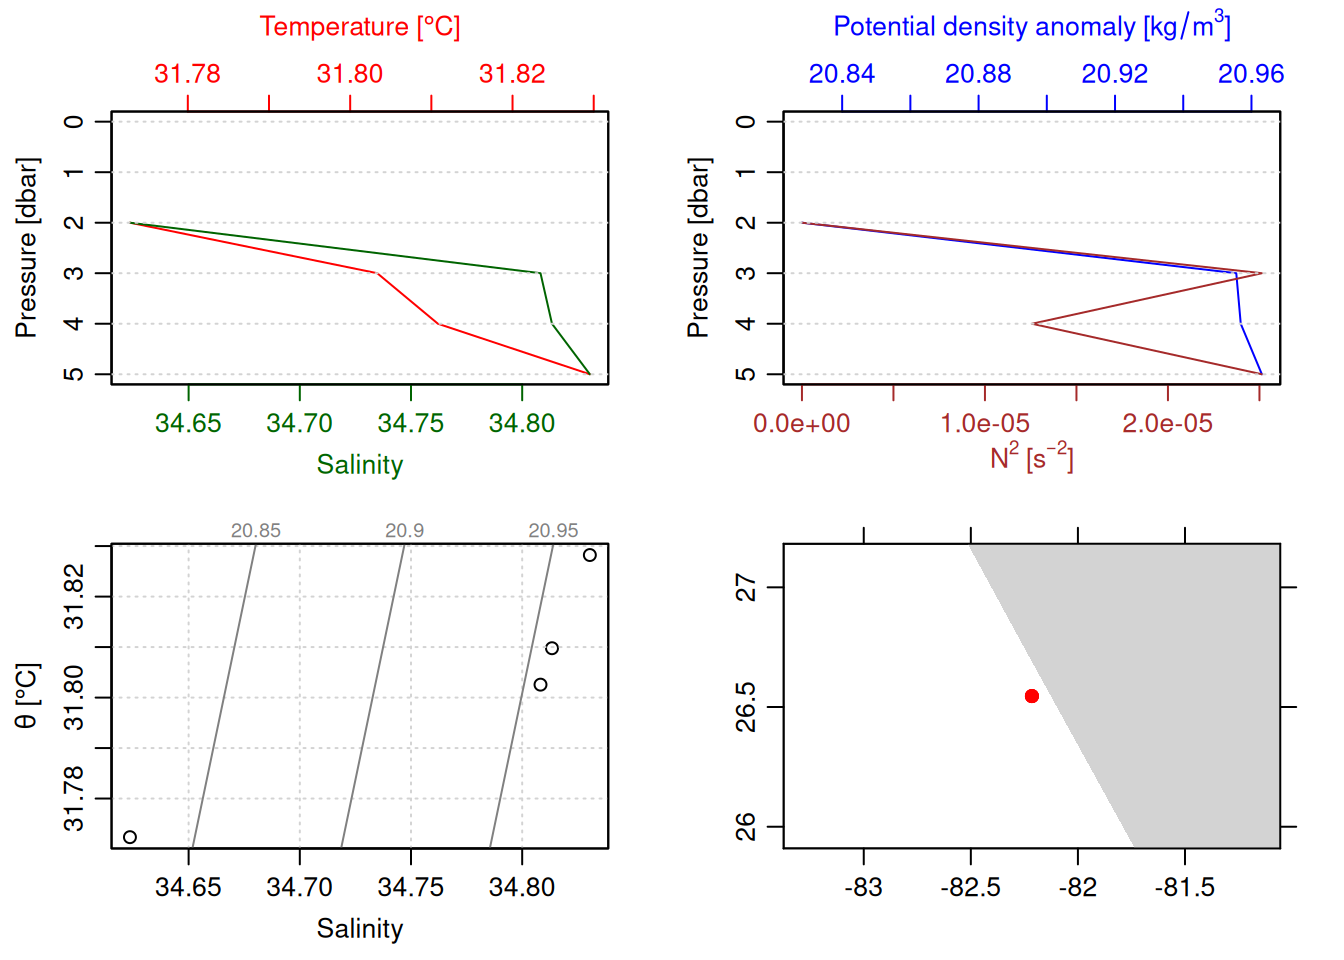 Temperature [°C]
31.78 31.80 31.82
Pressure [dbar]
0
1
2
3
4
5
34.65 34.70 34.75 34.80
Salinity
Potential density anomaly [kg/m³]
20.84 20.88 20.92 20.96
Pressure [dbar]
0
1
2
3
4
5
0.0e+00 1.0e-05 2.0e-05
N² [s⁻²]
20.85 20.9 20.95
θ [°C]
31.82
31.80
31.78
34.65 34.70 34.75 34.80
Salinity
27
26.5
26
-83 -82.5 -82 -81.5